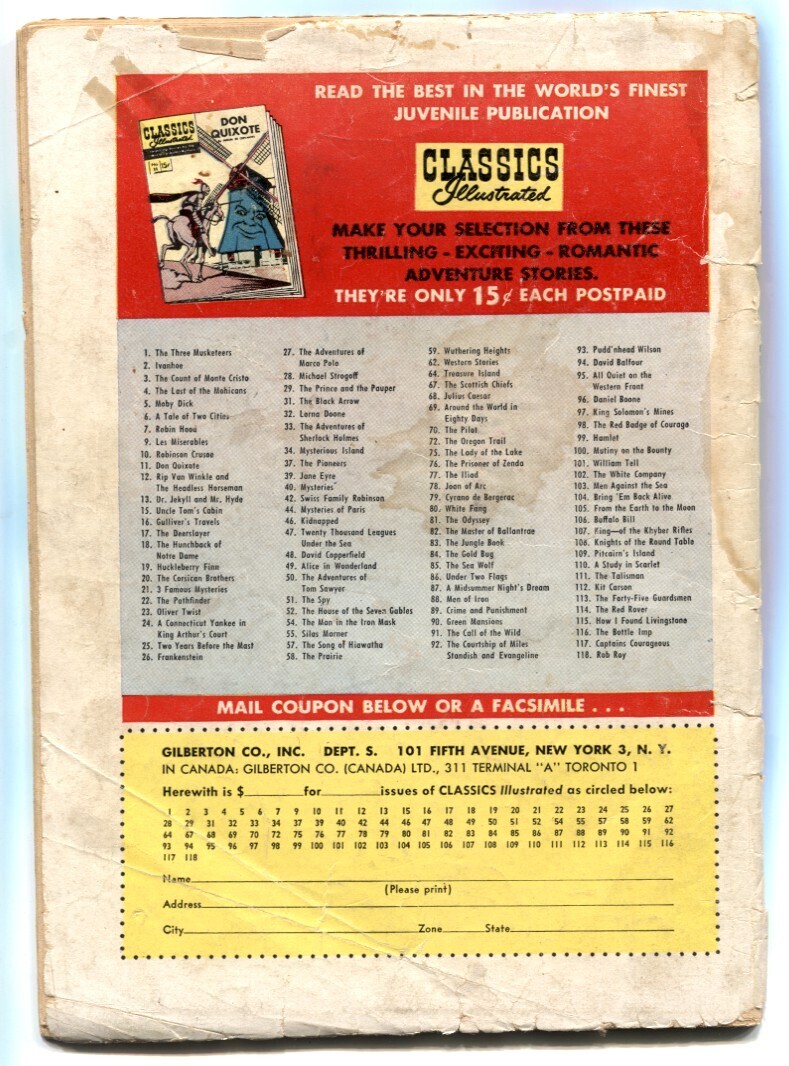 READ THE BEST IN THE WORLD'S FINEST
JUVENILE PUBLICATION
CLASSICS
Illustrated
DON
QUIXOTE
15¢
CLASSICS
Illustrated
MAKE YOUR SELECTION FROM THESE
THRILLING - EXCITING - ROMANTIC
ADVENTURE STORIES.
THEY'RE ONLY 15¢ EACH POSTPAID
1. The Three Musketeers
2. Ivanhoe
3. The Count of Monte Cristo
4. The Last of the Mohicans
5. Moby Dick
6. A Tale of Two Cities
7. Robin Hood
9. Les Miserables
10. Robinson Crusoe
11. Don Quixote
12. Rip Van Winkle and
The Headless Horseman
13. Dr. Jekyll and Mr. Hyde
15. Uncle Tom's Cabin
16. Gulliver's Travels
17. The Deerslayer
18. The Hunchback of
Notre Dame
19. Huckleberry Finn
20. The Corsican Brothers
21. 3 Famous Mysteries
22. The Pathfinder
23. Oliver Twist
24. A Connecticut Yankee in
King Arthur's Court
25. Two Years Before the Mast
26. Frankenstein
27. The Adventures of
Marco Polo
28. Michael Strogoff
29. The Prince and the Pauper
31. The Black Arrow
32. Lorna Doone
33. The Adventures of
Sherlock Holmes
34. Mysterious Island
37. The Pioneers
39. Jane Eyre
40. Mysteries
42. Swiss Family Robinson
44. Mysteries of Paris
46. Kidnapped
47. Twenty Thousand Leagues
Under the Sea
48. David Copperfield
49. Alice in Wonderland
50. The Adventures of
Tom Sawyer
51. The Spy
52. The House of the Seven Gables
54. The Man in the Iron Mask
55. Silas Marner
57. The Song of Hiawatha
58. The Prairie
59. Wuthering Heights
62. Western Stories
64. Treasure Island
67. The Scottish Chiefs
68. Julius Caesar
69. Around the World in
Eighty Days
70. The Pilot
72. The Oregon Trail
75. The Lady of the Lake
76. The Prisoner of Zenda
77. The Iliad
78. Joan of Arc
79. Cyrano de Bergerac
80. White Fang
81. The Odyssey
82. The Master of Ballantrae
83. The Jungle Book
84. The Gold Bug
85. The Sea Wolf
86. Under Two Flags
87. A Midsummer Night's Dream
88. Men of Iron
89. Crime and Punishment
90. Green Mansions
91. The Call of the Wild
92. The Courtship of Miles
Standish and Evangeline
93. Pudd'nhead Wilson
94. David Balfour
95. All Quiet on the
Western Front
96. Daniel Boone
97. King Solomon's Mines
98. The Red Badge of Courage
99. Hamlet
100. Mutiny on the Bounty
101. William Tell
102. The White Company
103. Men Against the Sea
104. Bring 'Em Back Alive
105. From the Earth to the Moon
106. Buffalo Bill
107. King—of the Khyber Rifles
108. Knights of the Round Table
109. Pitcairn's Island
110. A Study in Scarlet
111. The Talisman
112. Kit Carson
113. The Forty-Five Guardsmen
114. The Red Rover
115. How I Found Livingstone
116. The Bottle Imp
117. Captains Courageous
118. Rob Roy
MAIL COUPON BELOW OR A FACSIMILE . . .
GILBERTON CO., INC. DEPT. S. 101 FIFTH AVENUE, NEW YORK 3, N. Y.
IN CANADA: GILBERTON CO. (CANADA) LTD., 311 TERMINAL "A" TORONTO 1
Herewith is $ for issues of CLASSICS Illustrated as circled below:
1 2 3 4 5 6 7 9 10 11 12 13 15 16 17 18 19 20 21 22 23 24 25 26 27
28 29 31 32 33 34 37 39 40 42 44 46 47 48 49 50 51 52 54 55 57 58 59 62
64 67 68 69 70 72 75 76 77 78 79 80 81 82 83 84 85 86 87 88 89 90 91 92
93 94 95 96 97 98 99 100 101 102 103 104 105 106 107 108 109 110 111 112 113 114 115 116
117 118
Name
(Please print)
Address
City Zone State